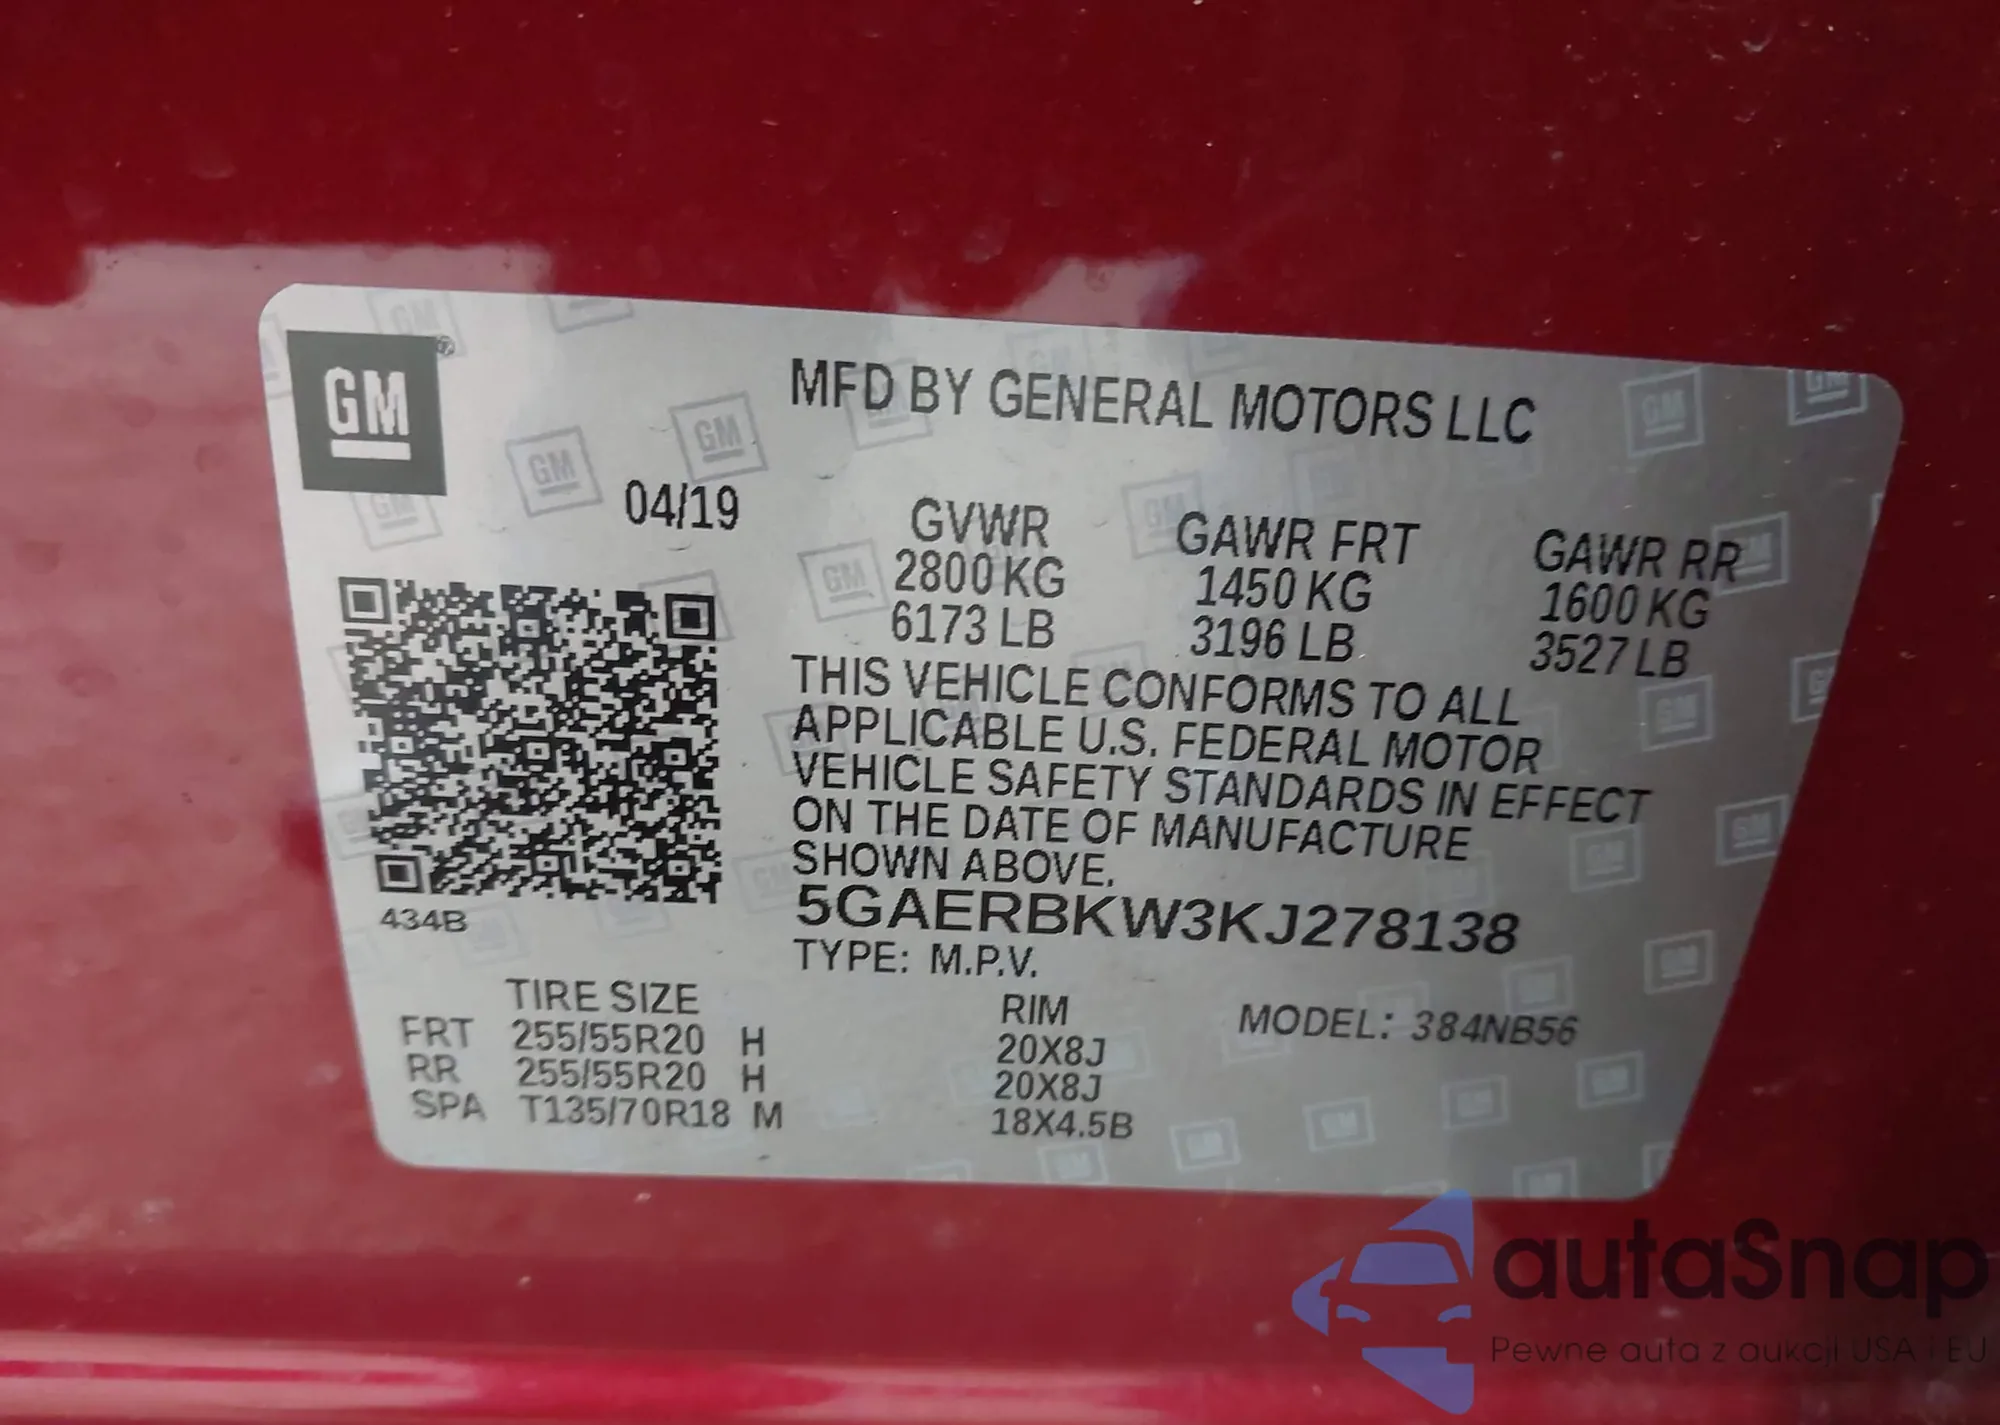 GM
MFD BY GENERAL MOTORS LLC
04/19
GVWR GAWR FRT GAWR RR
2800 KG 1450 KG 1600 KG
6173 LB 3196 LB 3527 LB
THIS VEHICLE CONFORMS TO ALL
APPLICABLE U.S. FEDERAL MOTOR
VEHICLE SAFETY STANDARDS IN EFFECT
ON THE DATE OF MANUFACTURE
SHOWN ABOVE.
434B
5GAERBKW3KJ278138
TYPE: M.P.V.
TIRE SIZE RIM MODEL: 384NB56
FRT 255/55R20 H 20X8J
RR 255/55R20 H 20X8J
SPA T135/70R18 M 18X4.5B
autaSnap
Pewne auta z aukcji USA i EU